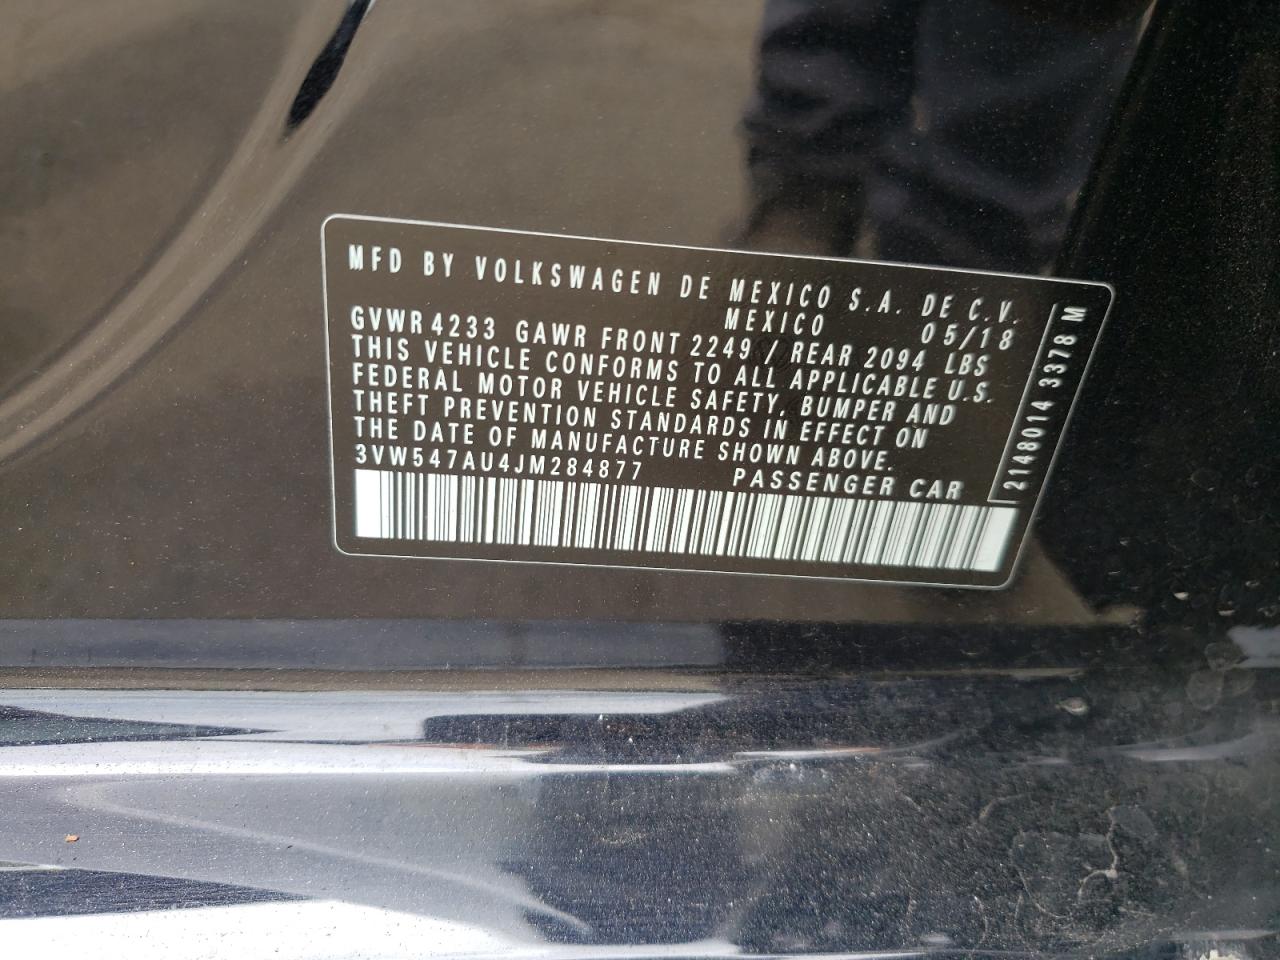 MFD BY VOLKSWAGEN DE MEXICO S.A. DE C.V.
MEXICO 05/18
GVWR 4233 GAWR FRONT 2249 / REAR 2094 LBS
THIS VEHICLE CONFORMS TO ALL APPLICABLE U.S.
FEDERAL MOTOR VEHICLE SAFETY, BUMPER AND
THEFT PREVENTION STANDARDS IN EFFECT ON
THE DATE OF MANUFACTURE SHOWN ABOVE.
3VW547AU4JM284877 PASSENGER CAR
2148014 3378 M